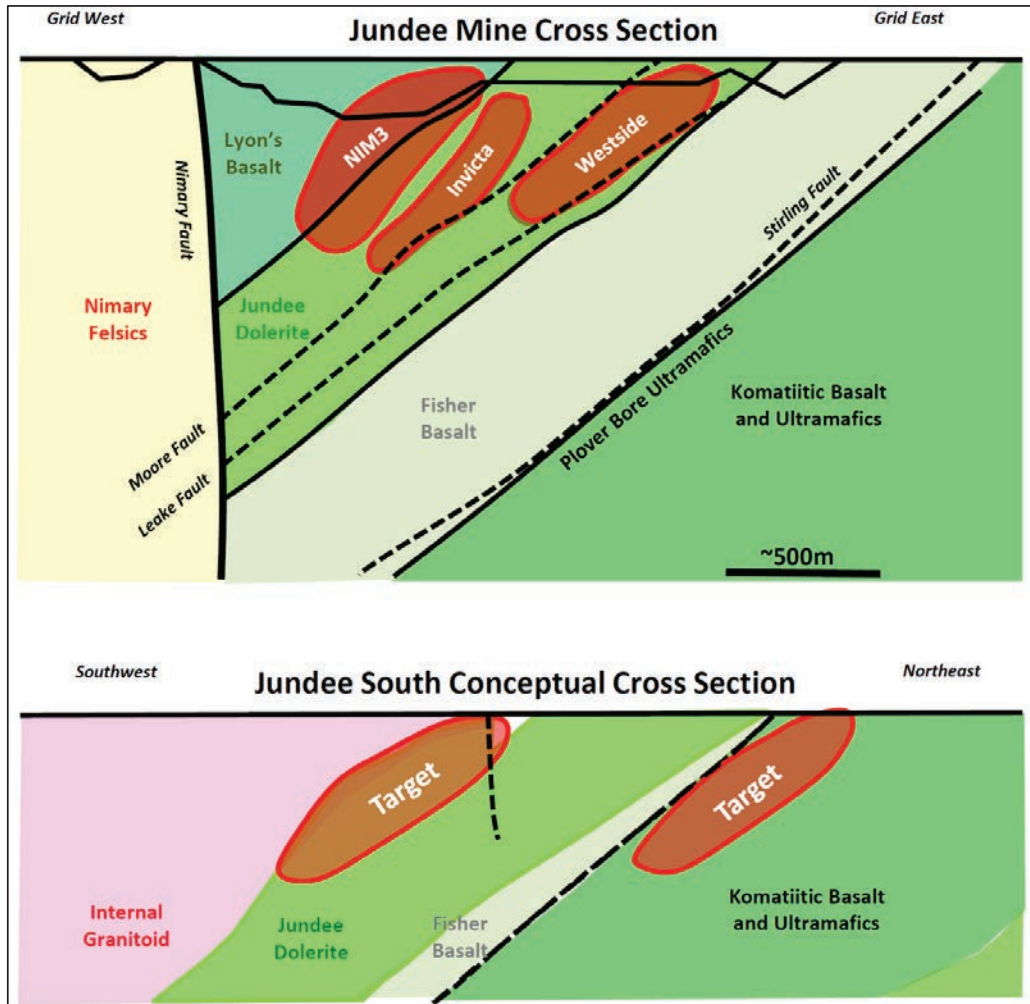 Grid West
Grid East
Jundee Mine Cross Section
Lyon's
Basalt
NIM3
Invicta
Westside
Nimary Fault
Stirling Fault
Nimary
Felsics
Jundee
Dolerite
Fisher
Basalt
Plover Bore Ultramafics
Komatiitic Basalt
and Ultramafics
Moore Fault
Leake Fault
~500m
Southwest
Northeast
Jundee South Conceptual Cross Section
Target
Target
Internal
Granitoid
Jundee
Dolerite
Fisher
Basalt
Komatiitic Basalt
and Ultramafics